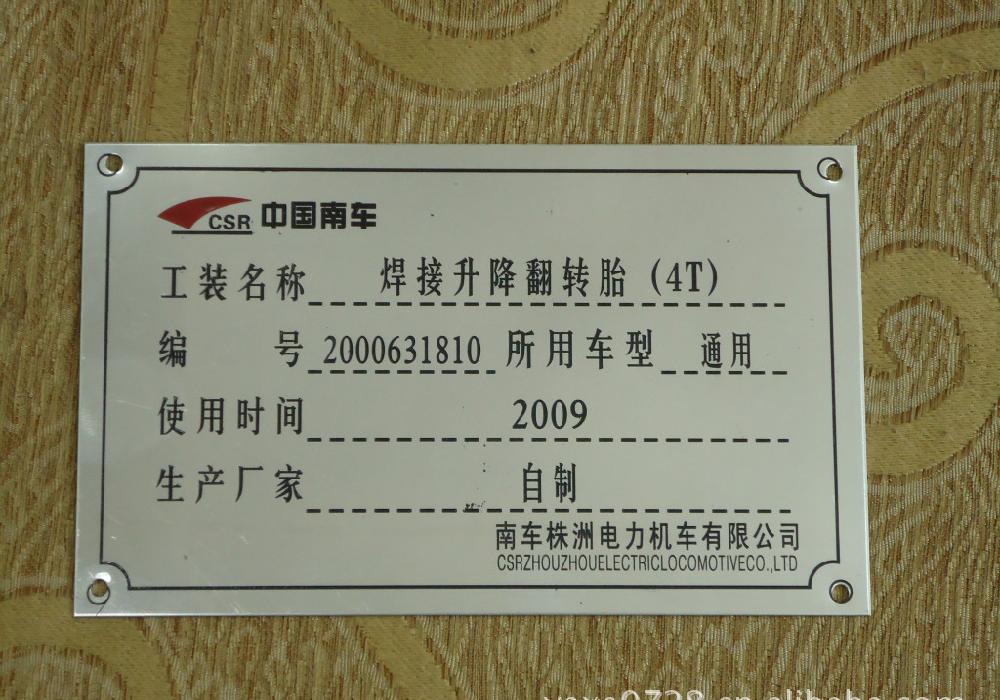 CSR 中国南车
工装名称 焊接升降翻转胎(4T)
编号 2000631810 所用车型 通用
使用时间 2009
生产厂家 自制
南车株洲电力机车有限公司
CSRZHOUZHOUELECTRICLOCOMOTIVECO.,LTD